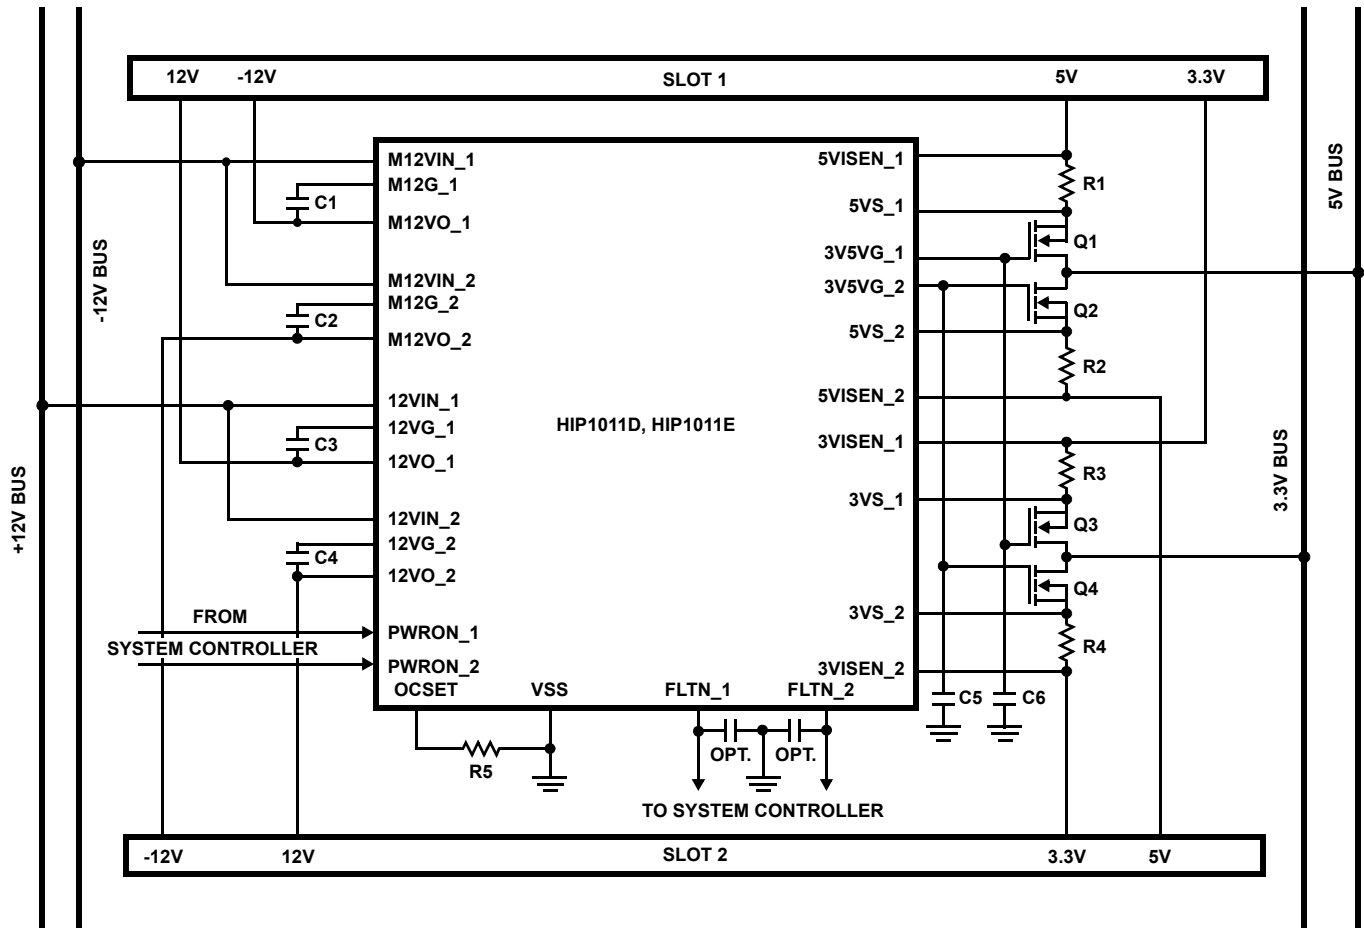 12V -12V SLOT 1 5V 3.3V
M12VIN_1
M12G_1
C1
M12VO_1
M12VIN_2
M12G_2
C2
M12VO_2
12VIN_1
12VG_1
C3
12VO_1
12VIN_2
12VG_2
C4
12VO_2
FROM
SYSTEM CONTROLLER
PWRON_1
PWRON_2
-12V BUS
+12V BUS
HIP1011D, HIP1011E
5VISEN_1
R1
5VS_1
Q1
3V5VG_1
3V5VG_2
Q2
5VS_2
R2
5VISEN_2
3VISEN_1
R3
3VS_1
Q3
Q4
3VS_2
R4
3VISEN_2
5V BUS
3.3V BUS
OCSET VSS FLTN_1 FLTN_2
C5 C6
R5
OPT. OPT.
TO SYSTEM CONTROLLER
-12V 12V SLOT 2 3.3V 5V